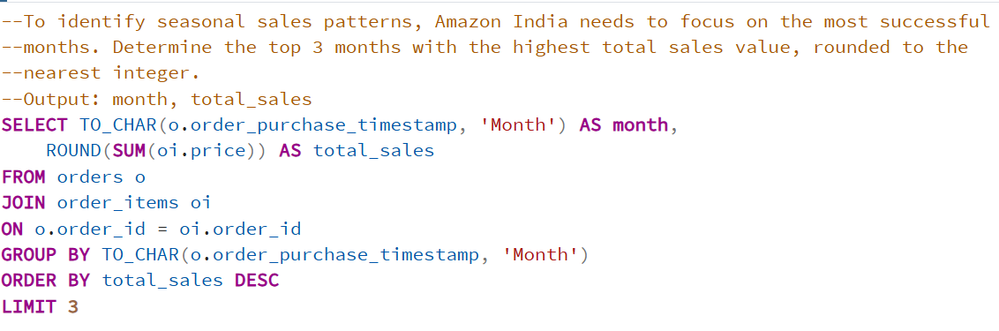 --To identify seasonal sales patterns, Amazon India needs to focus on the most successful
--months. Determine the top 3 months with the highest total sales value, rounded to the
--nearest integer.
--Output: month, total_sales
SELECT TO_CHAR(o.order_purchase_timestamp, 'Month') AS month,
    ROUND(SUM(oi.price)) AS total_sales
FROM orders o
JOIN order_items oi
ON o.order_id = oi.order_id
GROUP BY TO_CHAR(o.order_purchase_timestamp, 'Month')
ORDER BY total_sales DESC
LIMIT 3